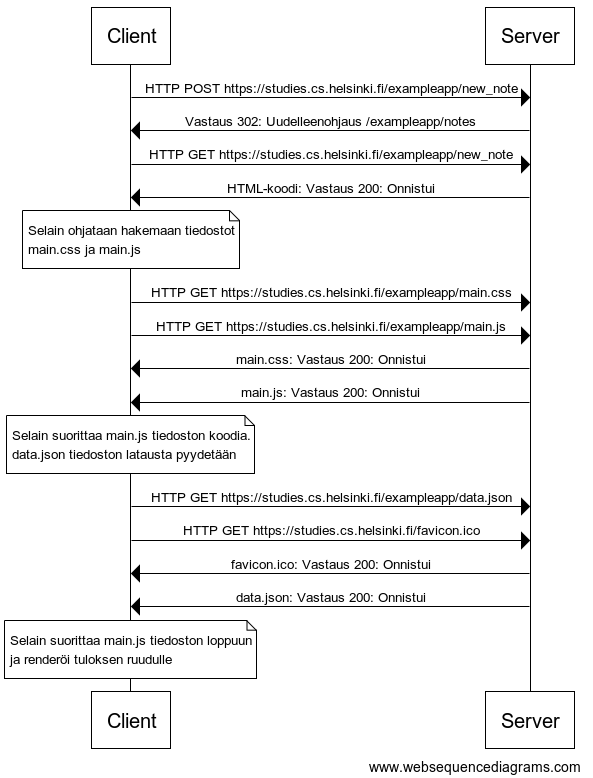 Client
Server
HTTP POST https://studies.cs.helsinki.fi/exampleapp/new_note
Vastaus 302: Uudelleenohjaus /exampleapp/notes
HTTP GET https://studies.cs.helsinki.fi/exampleapp/new_note
HTML-koodi: Vastaus 200: Onnistui
Selain ohjataan hakemaan tiedostot
main.css ja main.js
HTTP GET https://studies.cs.helsinki.fi/exampleapp/main.css
HTTP GET https://studies.cs.helsinki.fi/exampleapp/main.js
main.css: Vastaus 200: Onnistui
main.js: Vastaus 200: Onnistui
Selain suorittaa main.js tiedoston koodia.
data.json tiedoston latausta pyydetään
HTTP GET https://studies.cs.helsinki.fi/exampleapp/data.json
HTTP GET https://studies.cs.helsinki.fi/favicon.ico
favicon.ico: Vastaus 200: Onnistui
data.json: Vastaus 200: Onnistui
Selain suorittaa main.js tiedoston loppuun
ja renderöi tuloksen ruudulle
Client
Server
www.websequencediagrams.com